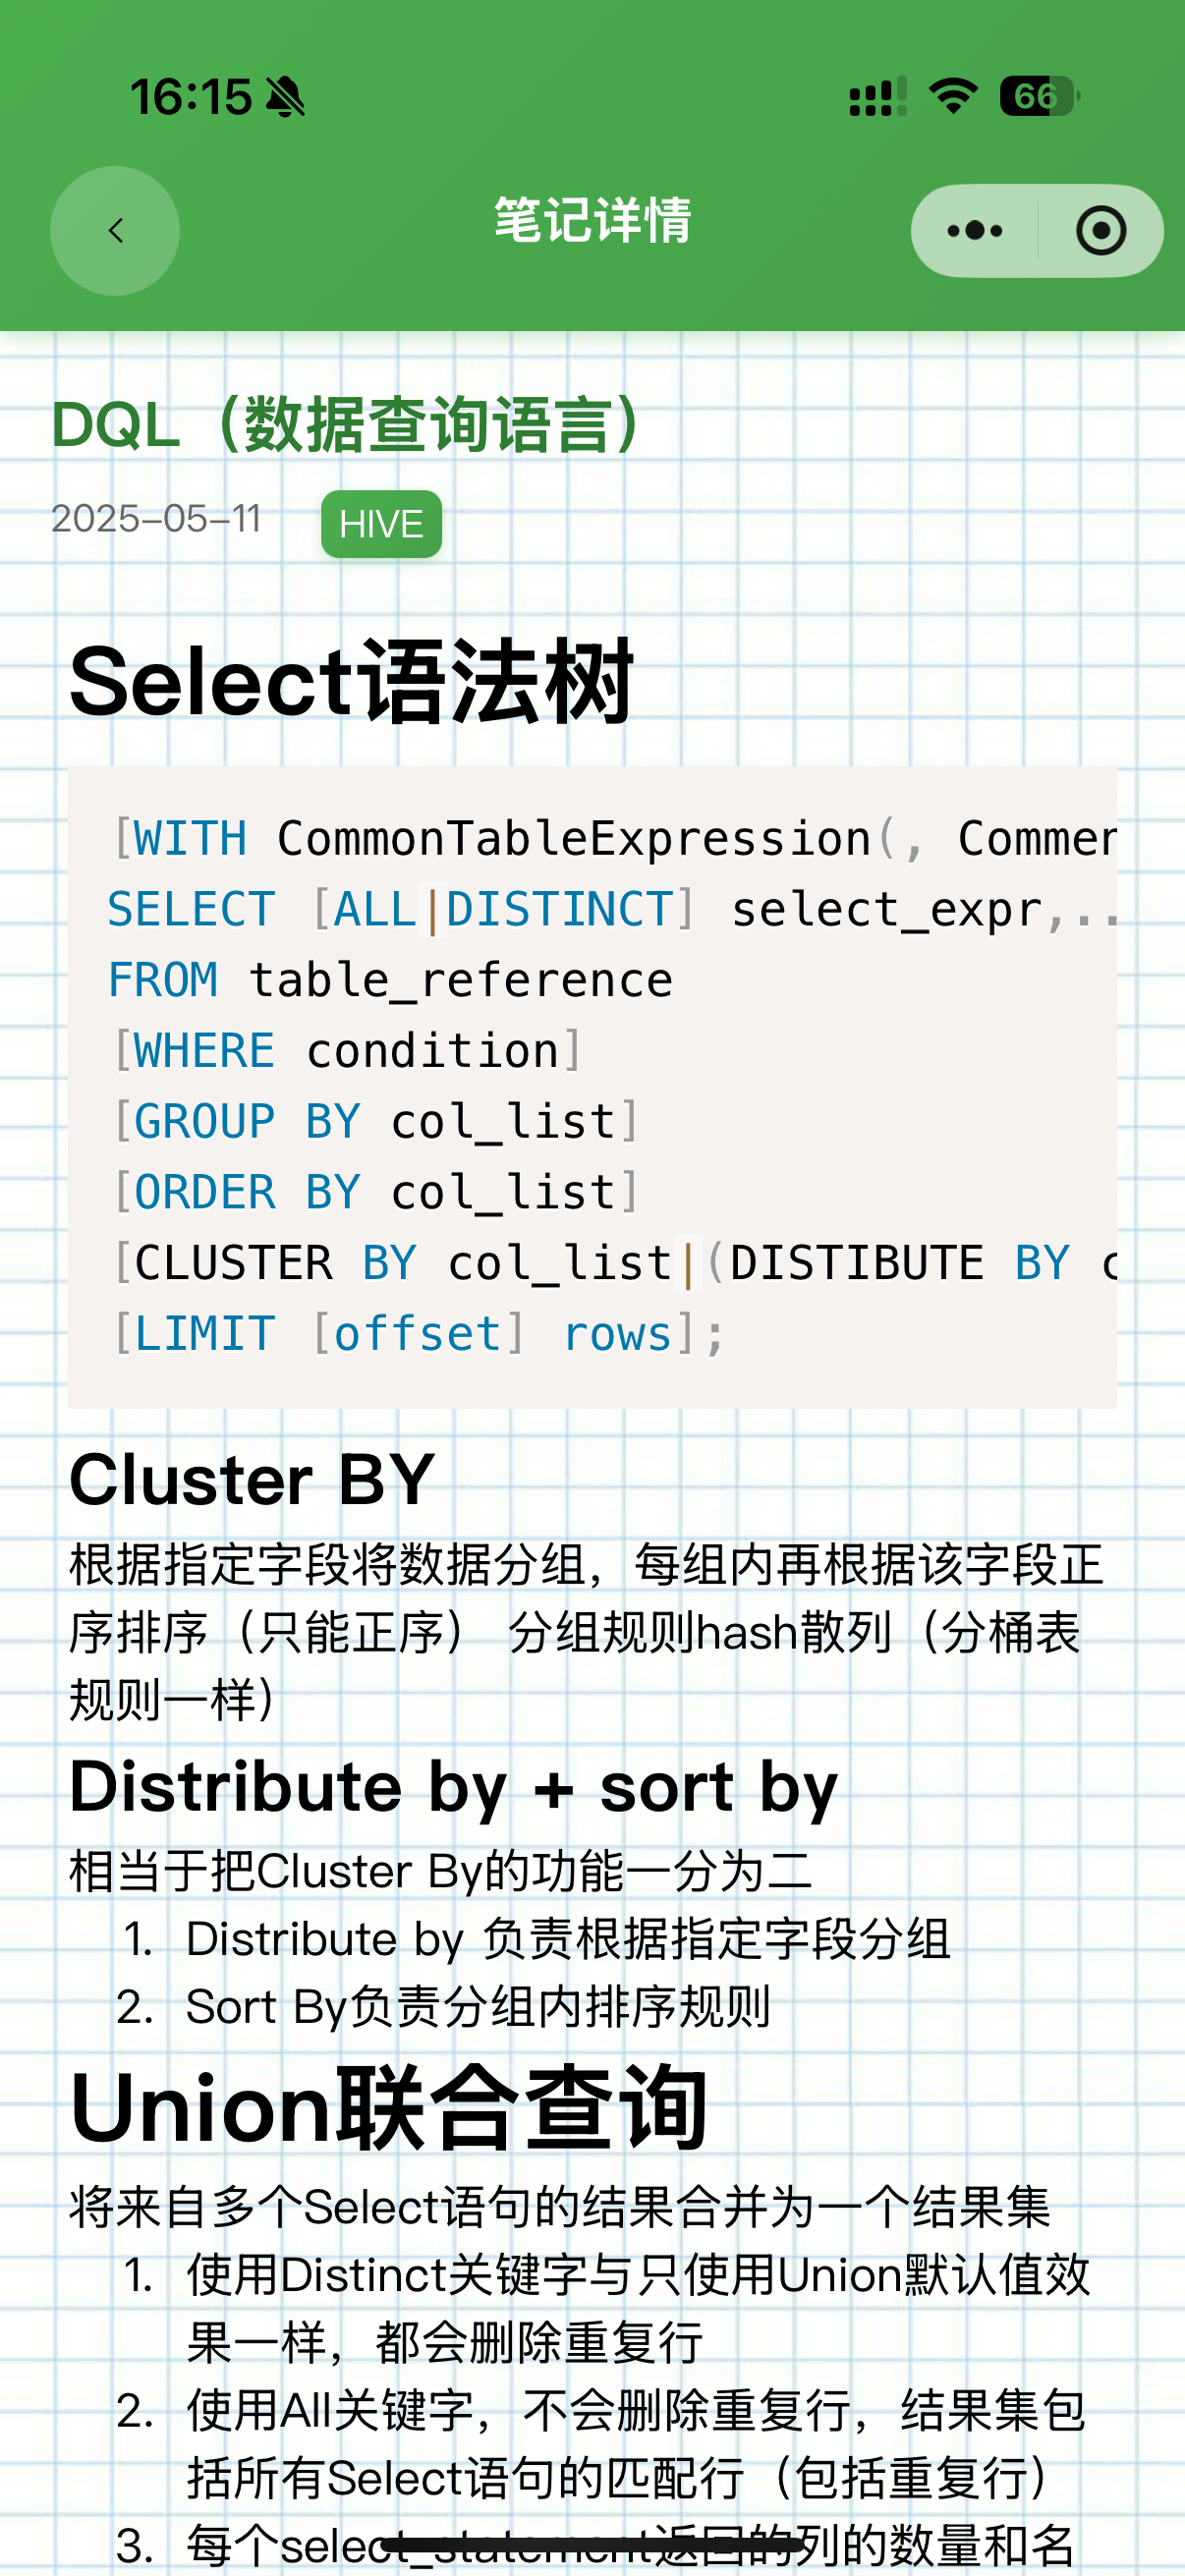 16:15
66
笔记详情
DQL（数据查询语言）
2025-05-11 HIVE
Select语法树
[WITH CommonTableExpression(, Commer
SELECT [ALL|DISTINCT] select_expr,..
FROM table_reference
[WHERE condition]
[GROUP BY col_list]
[ORDER BY col_list]
[CLUSTER BY col_list|(DISTIBUTE BY c
[LIMIT [offset] rows];
Cluster BY
根据指定字段将数据分组，每组内再根据该字段正
序排序（只能正序） 分组规则hash散列（分桶表
规则一样）
Distribute by + sort by
相当于把Cluster By的功能一分为二
1. Distribute by 负责根据指定字段分组
2. Sort By负责分组内排序规则
Union联合查询
将来自多个Select语句的结果合并为一个结果集
1. 使用Distinct关键字与只使用Union默认值效
果一样，都会删除重复行
2. 使用All关键字，不会删除重复行，结果集包
括所有Select语句的匹配行（包括重复行）
3. 每个select_statement返回的列的数量和名